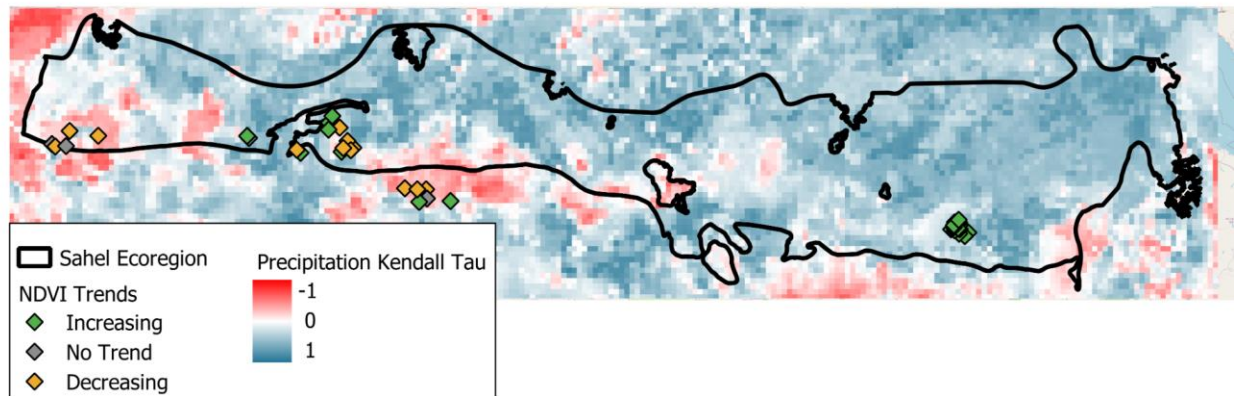 Sahel Ecoregion
NDVI Trends
Increasing
No Trend
Decreasing
Precipitation Kendall Tau
-1
0
1